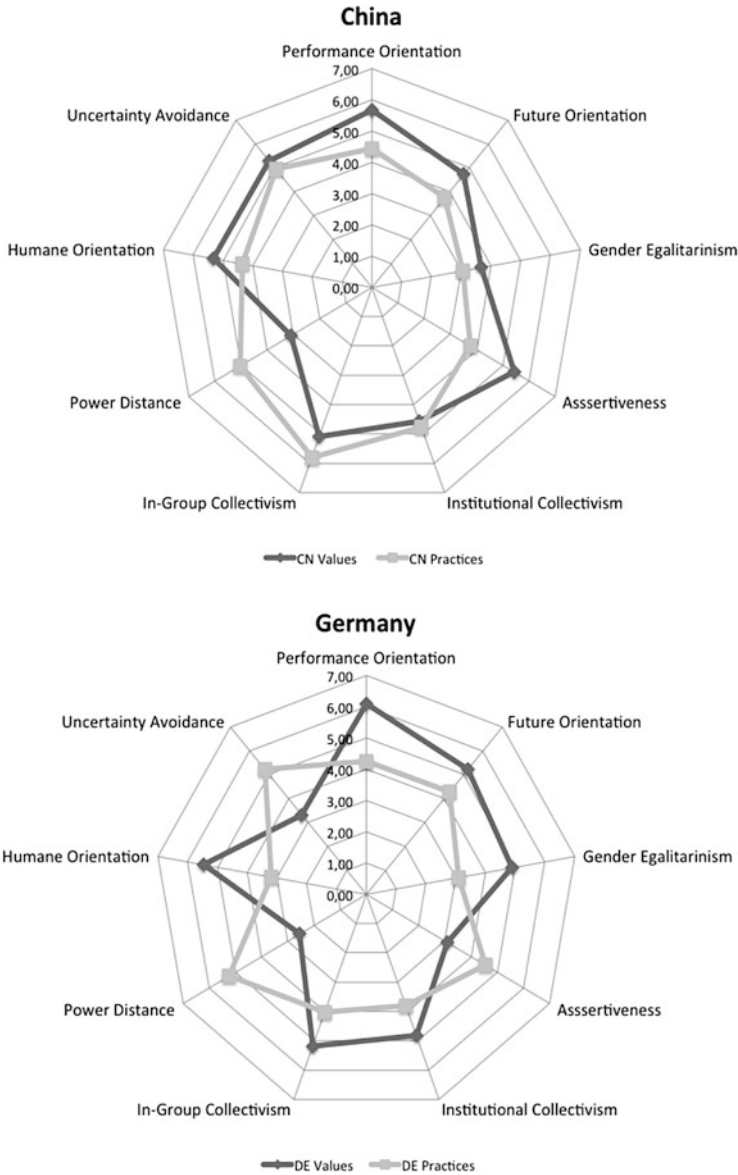 China
Performance Orientation
7,00
6,00
5,00
4,00
3,00
2,00
1,00
0,00
Uncertainty Avoidance
Future Orientation
Humane Orientation
Gender Egalitarinism
Power Distance
Asssertiveness
In-Group Collectivism
Institutional Collectivism
CN Values
CN Practices
Germany
Performance Orientation
7,00
6,00
5,00
4,00
3,00
2,00
1,00
0,00
Uncertainty Avoidance
Future Orientation
Humane Orientation
Gender Egalitarinism
Power Distance
Asssertiveness
In-Group Collectivism
Institutional Collectivism
DE Values
DE Practices